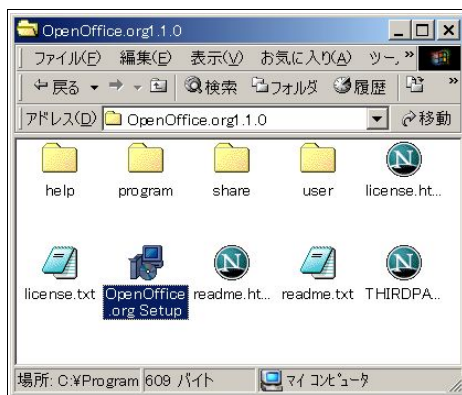 OpenOffice.org1.1.0
ファイル(F) 編集(E) 表示(V) お気に入り(A) ツー, »
戻る 検索 フォルダ 履歴 »
アドレス(D) OpenOffice.org1.1.0 移動
help program share user license.ht...
license.txt OpenOffice readme.ht... readme.txt THIRDPA...
.org Setup
場所: C:¥Program 609 バイト マイ コンピュータ